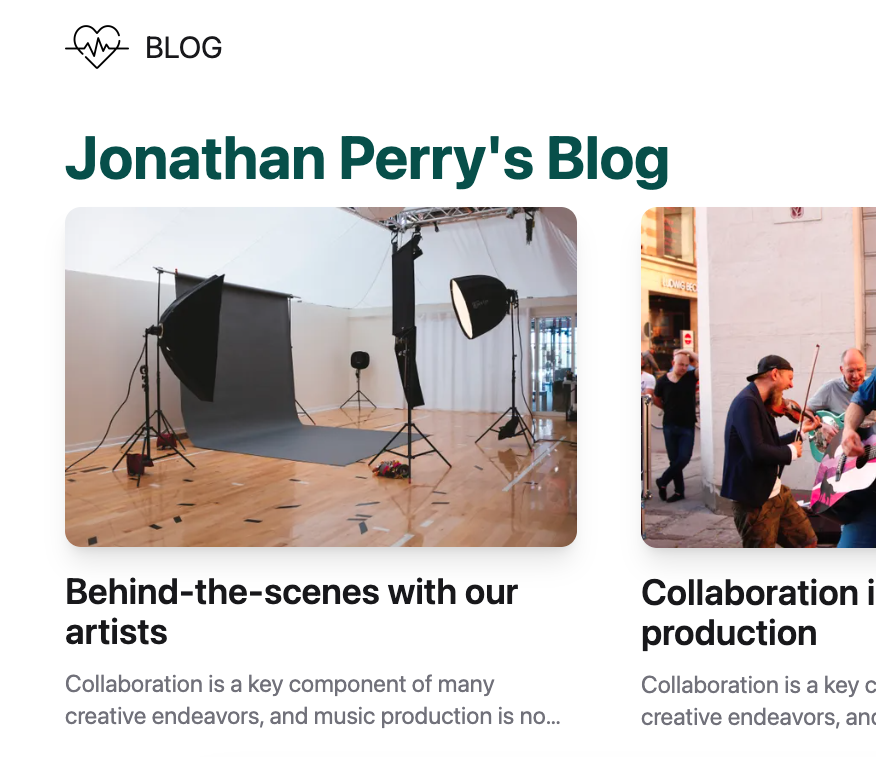 BLOG
Jonathan Perry's Blog
Behind-the-scenes with our
artists
Collaboration is a key component of many
creative endeavors, and music production is no...
Collaboration i
production
Collaboration is a key c
creative endeavors, and